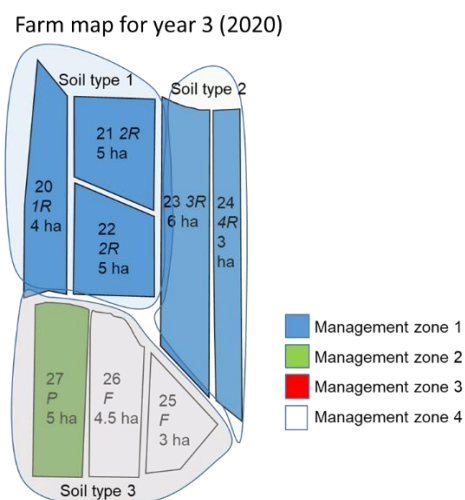 Farm map for year 3 (2020)
Soil type 1
Soil type 2
21 2R
5 ha
20
1R
4 ha
22
2R
5 ha
23 3R
6 ha
24
4R
3
ha
27
P
5 ha
26
F
4.5 ha
25
F
3 ha
Soil type 3
Management zone 1
Management zone 2
Management zone 3
Management zone 4